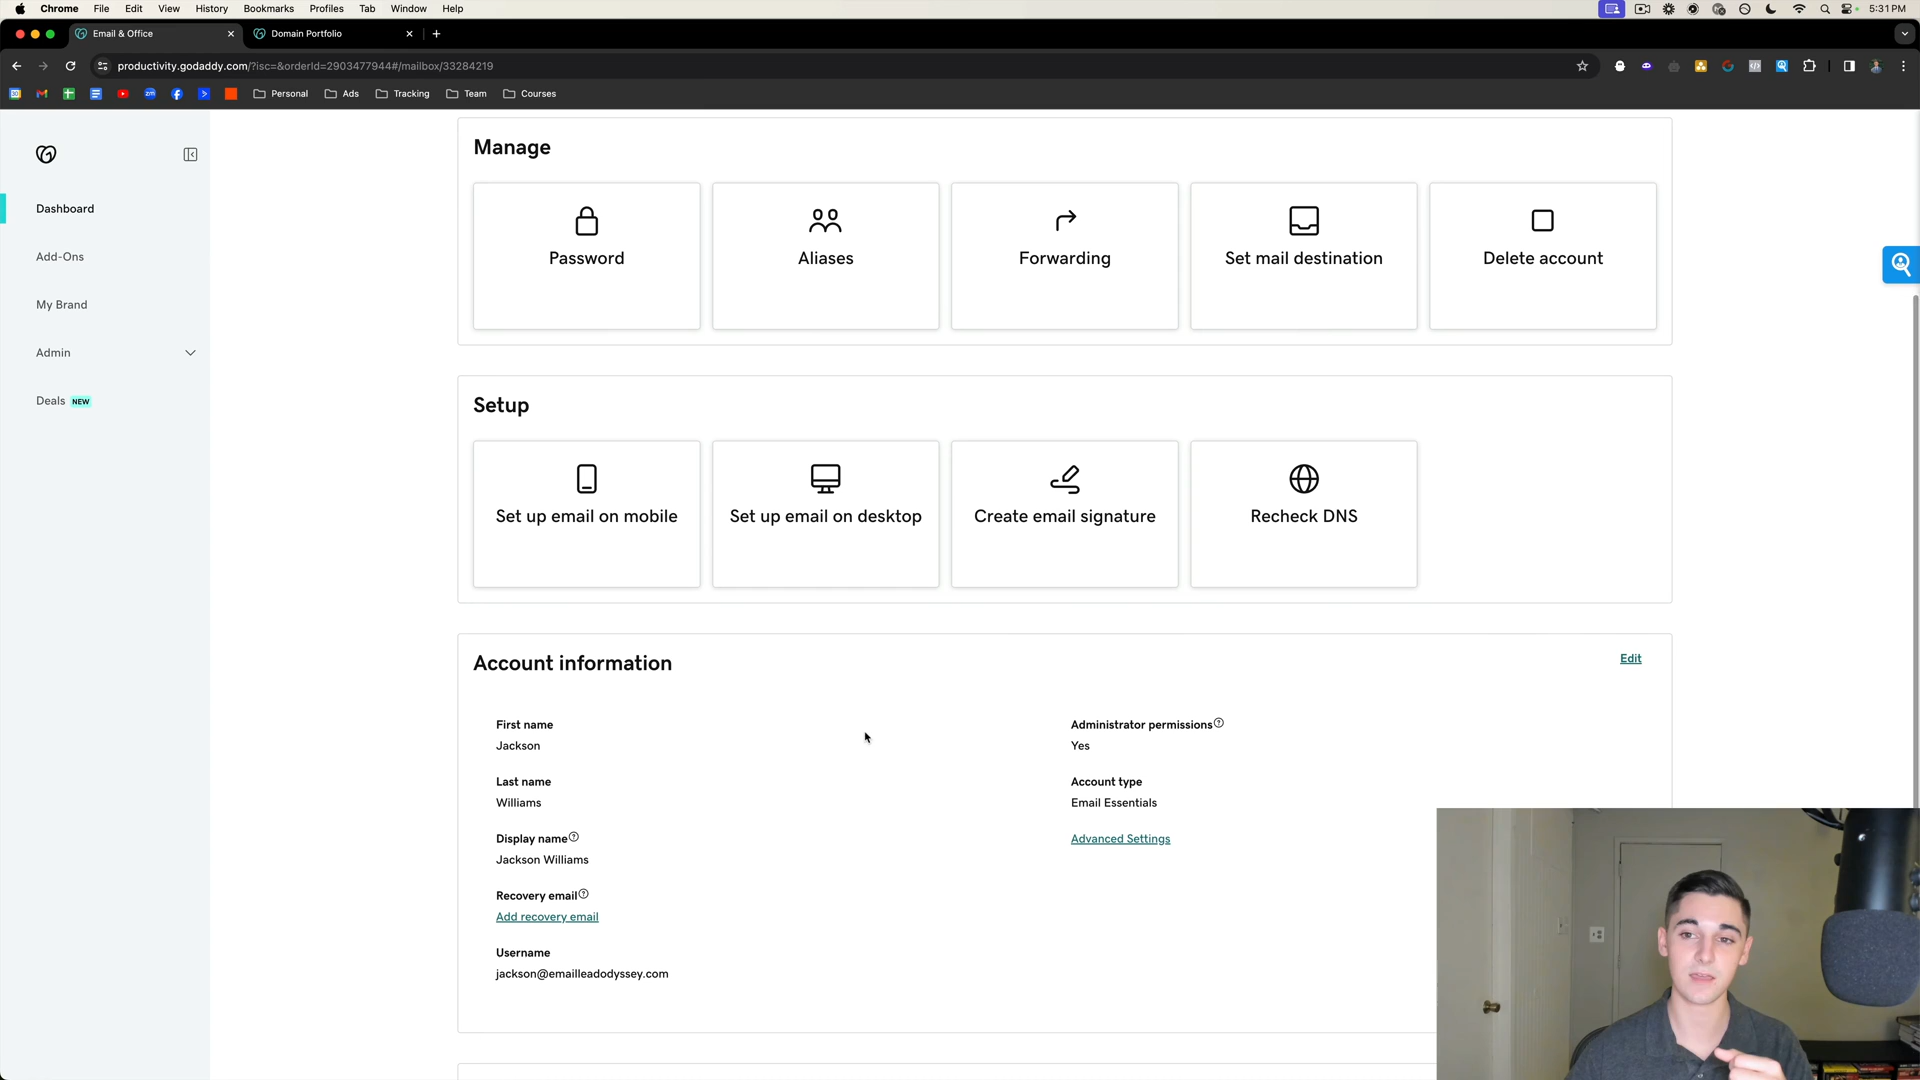 Chrome File Edit View History Bookmarks Profiles Tab Window Help 5:31 PM
Email & Office Domain Portfolio
productivity.godaddy.com/?isc=&orderId=2903477944#/mailbox/33284219
Personal Ads Tracking Team Courses
Dashboard
Add-Ons
My Brand
Admin
Deals NEW
Manage
Password Aliases Forwarding Set mail destination Delete account
Setup
Set up email on mobile Set up email on desktop Create email signature Recheck DNS
Account information Edit
First name
Jackson
Last name
Williams
Display name
Jackson Williams
Recovery email
Add recovery email
Username
jackson@emailleadodyssey.com
Administrator permissions
Yes
Account type
Email Essentials
Advanced Settings